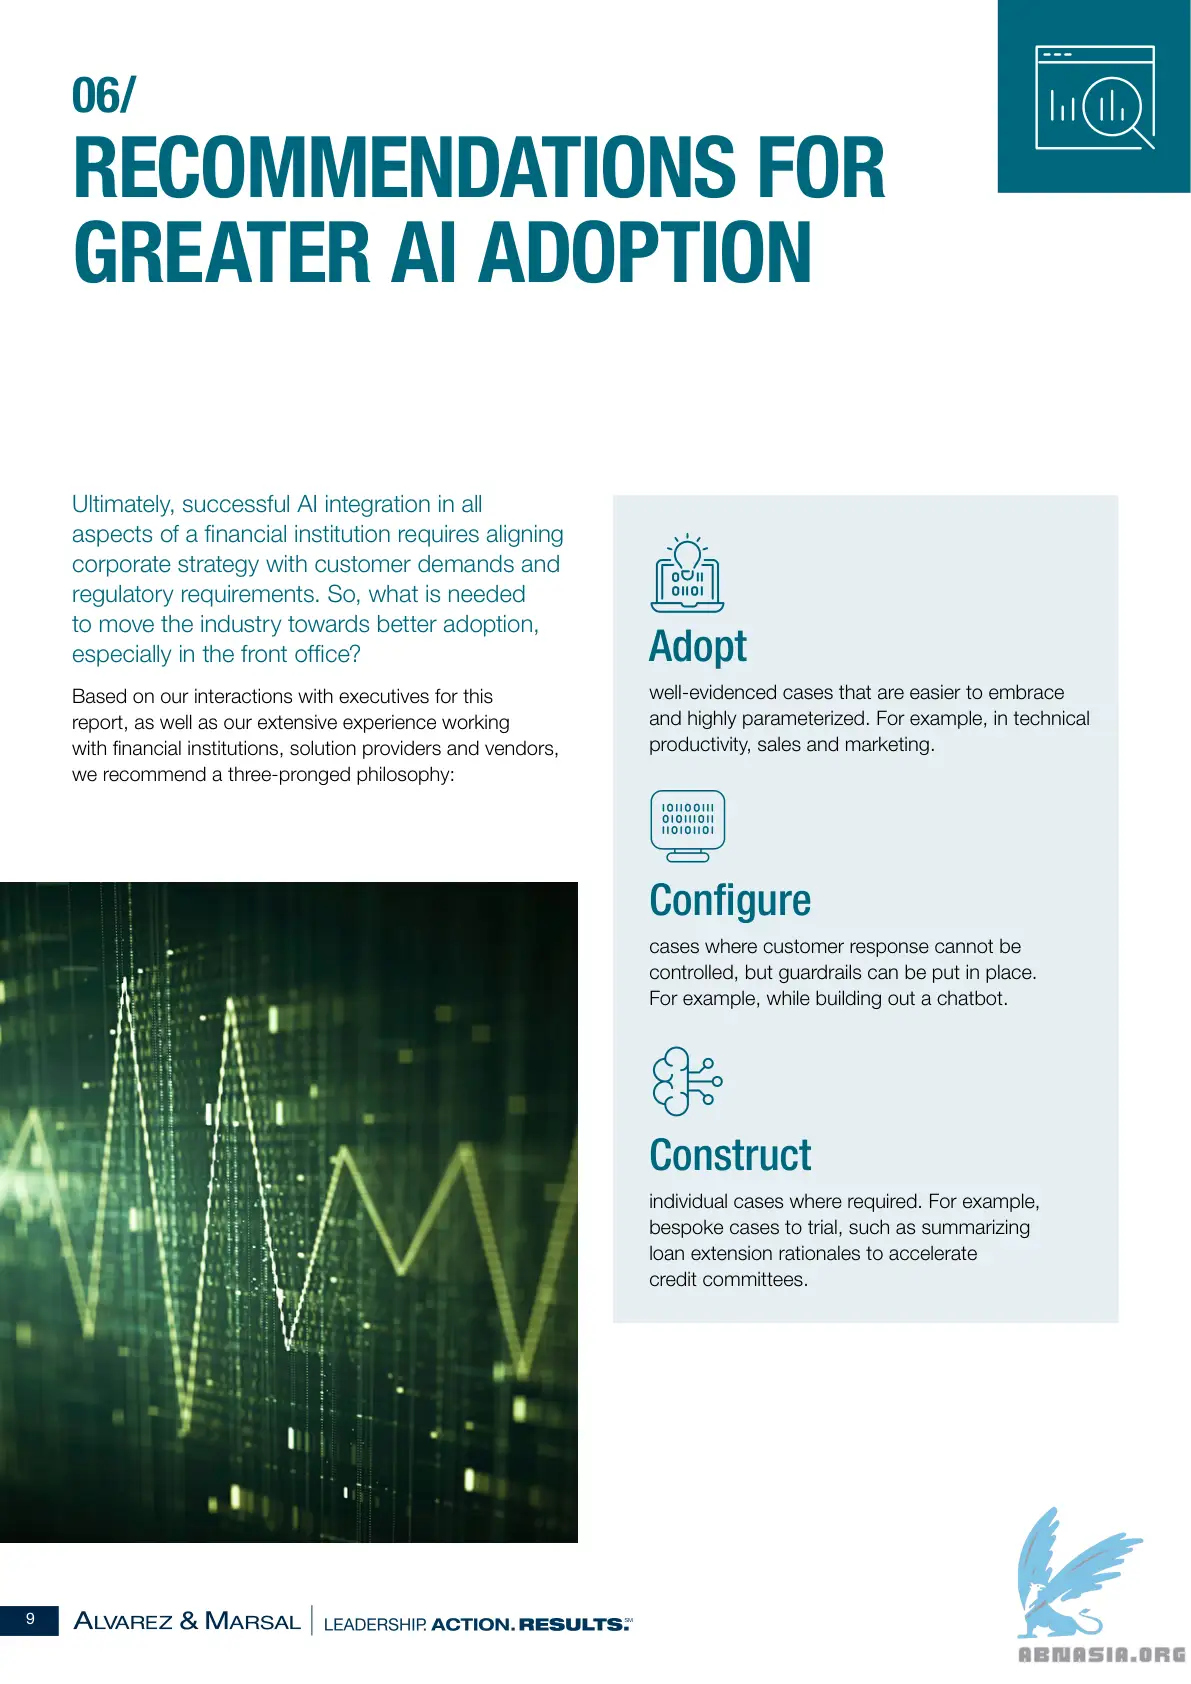 06/
RECOMMENDATIONS FOR
GREATER AI ADOPTION
Ultimately, successful AI integration in all
aspects of a financial institution requires aligning
corporate strategy with customer demands and
regulatory requirements. So, what is needed
to move the industry towards better adoption,
especially in the front office?
Based on our interactions with executives for this
report, as well as our extensive experience working
with financial institutions, solution providers and vendors,
we recommend a three-pronged philosophy:
Adopt
well-evidenced cases that are easier to embrace
and highly parameterized. For example, in technical
productivity, sales and marketing.
101100111
010111011
110101101
Configure
cases where customer response cannot be
controlled, but guardrails can be put in place.
For example, while building out a chatbot.
Construct
individual cases where required. For example,
bespoke cases to trial, such as summarizing
loan extension rationales to accelerate
credit committees.
9
ALVAREZ & MARSAL
LEADERSHIP. ACTION. RESULTS.℠
ABNASIA.ORG